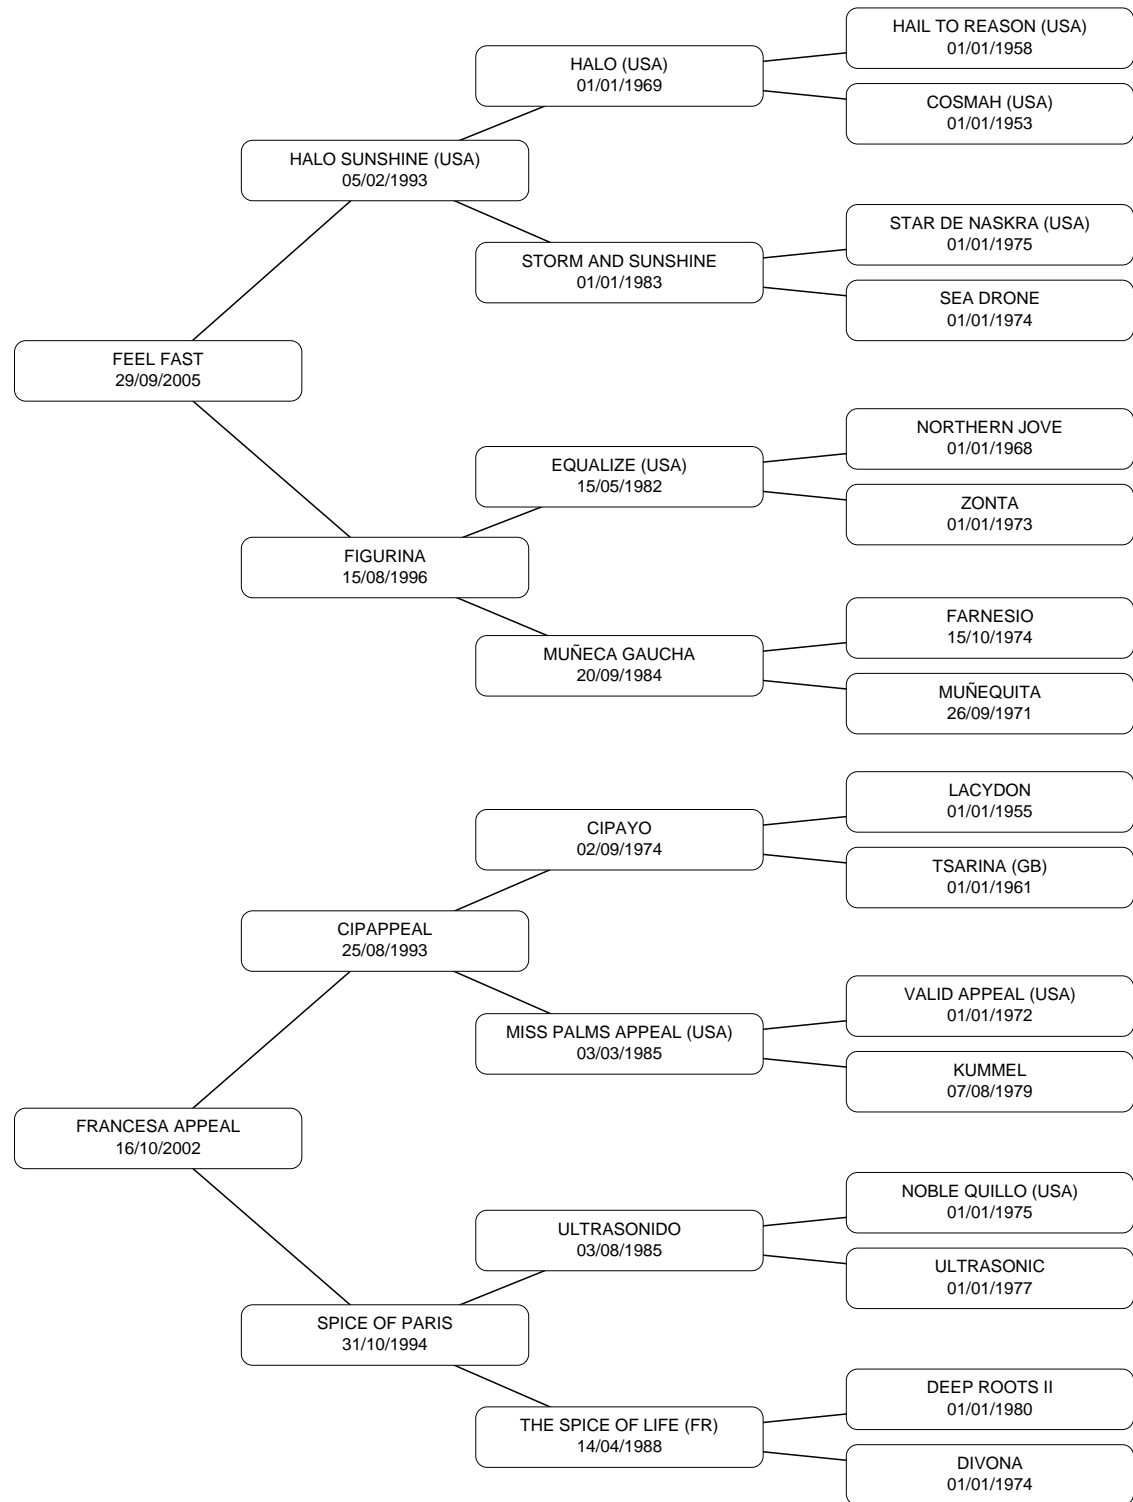 HAIL TO REASON (USA)
01/01/1958
HALO (USA)
01/01/1969
COSMAH (USA)
01/01/1953
HALO SUNSHINE (USA)
05/02/1993
STAR DE NASKRA (USA)
01/01/1975
STORM AND SUNSHINE
01/01/1983
SEA DRONE
01/01/1974
FEEL FAST
29/09/2005
NORTHERN JOVE
01/01/1968
EQUALIZE (USA)
15/05/1982
ZONTA
01/01/1973
FIGURINA
15/08/1996
FARNESIO
15/10/1974
MUÑECA GAUCHA
20/09/1984
MUÑEQUITA
26/09/1971
LACYDON
01/01/1955
CIPAYO
02/09/1974
TSARINA (GB)
01/01/1961
CIPAPPEAL
25/08/1993
VALID APPEAL (USA)
01/01/1972
MISS PALMS APPEAL (USA)
03/03/1985
KUMMEL
07/08/1979
FRANCESA APPEAL
16/10/2002
NOBLE QUILLO (USA)
01/01/1975
ULTRASONIDO
03/08/1985
ULTRASONIC
01/01/1977
SPICE OF PARIS
31/10/1994
DEEP ROOTS II
01/01/1980
THE SPICE OF LIFE (FR)
14/04/1988
DIVONA
01/01/1974